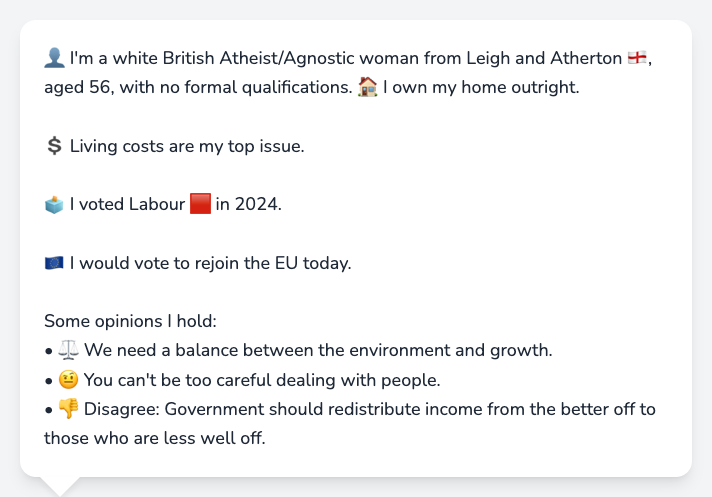 👤 I'm a white British Atheist/Agnostic woman from Leigh and Atherton 🏴󠁧󠁢󠁥󠁮󠁧󠁿,
aged 56, with no formal qualifications. 🏠 I own my home outright.
💲 Living costs are my top issue.
🗳️ I voted Labour 🟥 in 2024.
🇪🇺 I would vote to rejoin the EU today.
Some opinions I hold:
• ⚖️ We need a balance between the environment and growth.
• 🤨 You can't be too careful dealing with people.
• 👎 Disagree: Government should redistribute income from the better off to
those who are less well off.